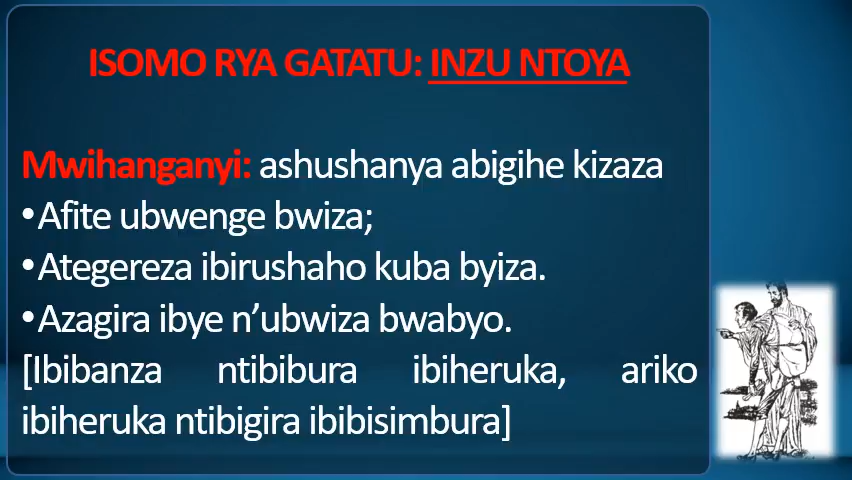 ISOMO RYA GATATU: INZU NTOYA
Mwihanganyi: ashushanya abigihe kizaza
•Afite ubwenge bwiza;
•Ategereza ibirushaho kuba byiza.
•Azagira ibye n’ubwiza bwabyo.
[Ibibanza ntibibura ibiheruka, ariko
ibiheruka ntibigira ibibisimbura]